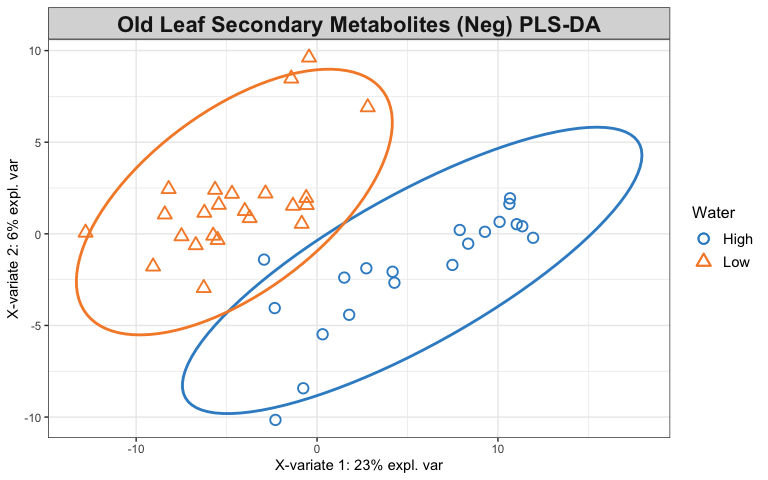 Old Leaf Secondary Metabolites (Neg) PLS-DA
10
5
0
-5
-10
X-variate 2: 6% expl. var
-10
0
10
X-variate 1: 23% expl. var
Water
High
Low